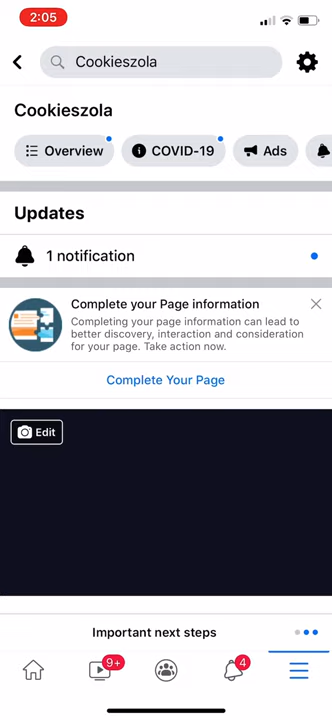 2:05
Cookieszola
Cookieszola
Overview
COVID-19
Ads
Updates
1 notification
Complete your Page information
Completing your page information can lead to
better discovery, interaction and consideration
for your page. Take action now.
Complete Your Page
Edit
Important next steps
9+
4